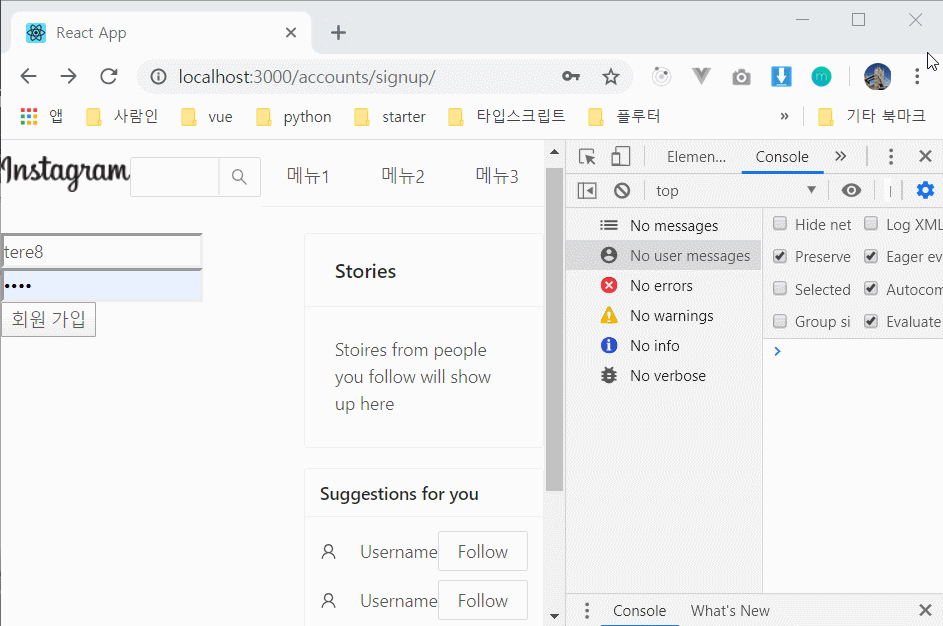 React App
localhost:3000/accounts/signup/
앱 사람인 vue python starter 타입스크립트 플루터 » 기타 북마크
Instagram
메뉴1 메뉴2 메뉴3
tere8
••••
회원 가입
Stories
Stoires from people
you follow will show
up here
Suggestions for you
Username Follow
Username Follow
Elemen... Console »
top
No messages
No user messages
No errors
No warnings
No info
No verbose
Hide net Log XML
Preserve Eager ev
Selected Autocom
Group si Evaluate
Console What's New